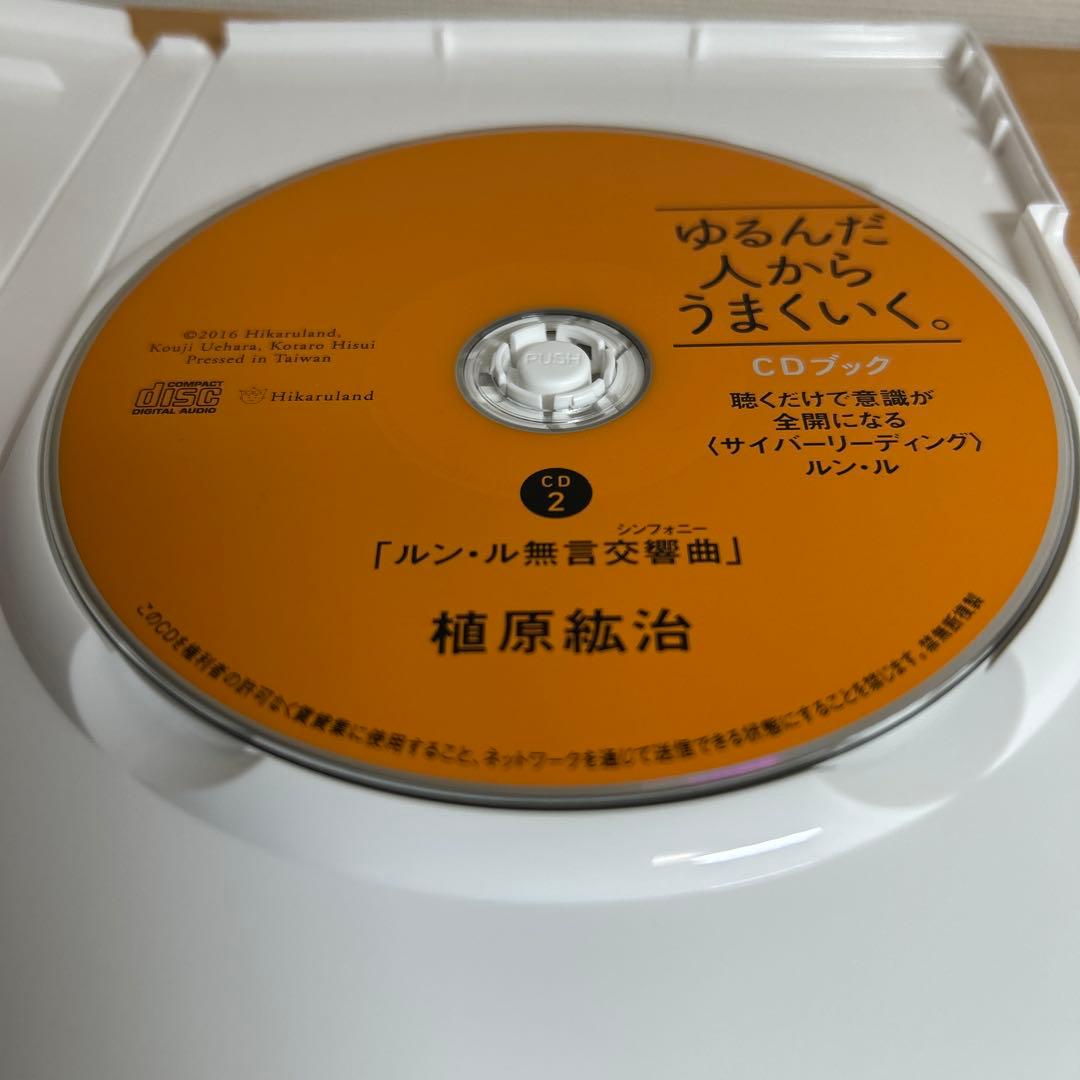 ゆるんだ
人から
うまくいく。
CDブック
聴くだけで意識が
全開になる
〈サイバーリーディング〉
ルン・ル
©2016 Hikaruland,
Kouji Uehara, Kotaro Hisui
Pressed in Taiwan
COMPACT
disc
DIGITAL AUDIO
Hikaruland
PUSH
CD
2
シンフォニー
「ルン・ル無言交響曲」
植原紘治
このCDを権利者の許可なく賃貸業に使用すること、ネットワークを通じて送信できる状態にすることを禁じます。禁無断複製